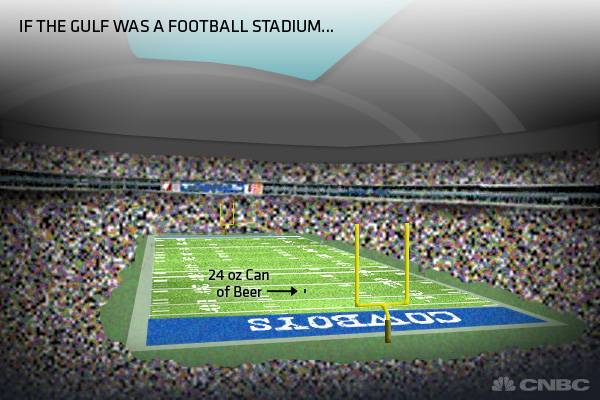 IF THE GULF WAS A FOOTBALL STADIUM...
24 oz Can
of Beer
COWBOYS
CNBC